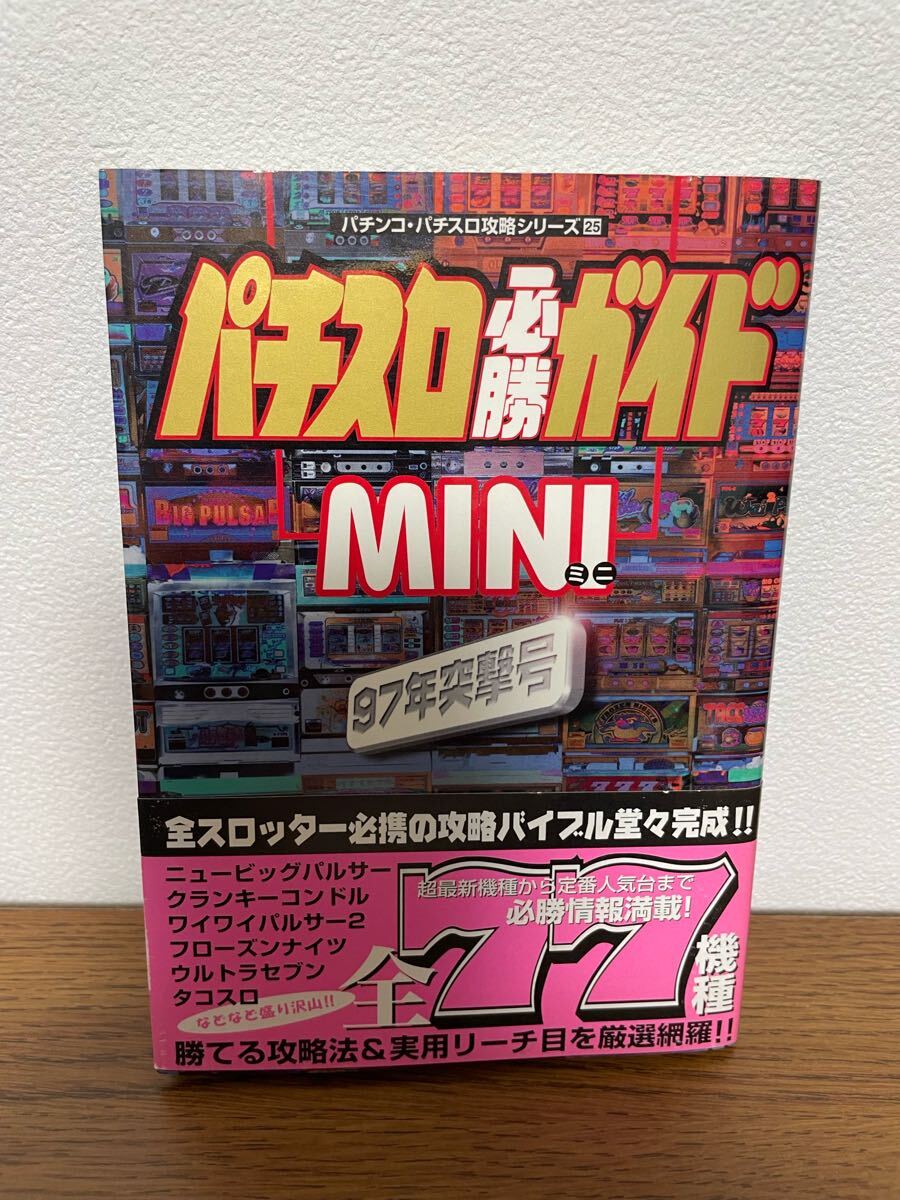 パチンコ・パチスロ攻略シリーズ25
パチスロ必勝ガイド
MINI
ミニ
BIG PULSAR
TACO
97年突撃号
全スロッター必携の攻略バイブル堂々完成!!
ニュービッグパルサー
クランキーコンドル
ワイワイパルサー2
フローズンナイツ
ウルトラセブン
タコスロ
などなど盛り沢山!!
超最新機種から定番人気台まで
必勝情報満載!
全77機種
勝てる攻略法&実用リーチ目を厳選網羅!!